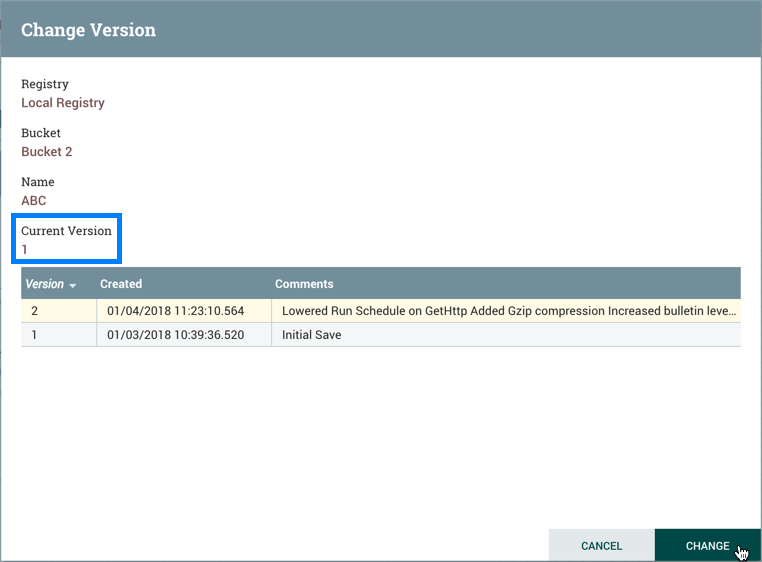 Change Version
Registry
Local Registry
Bucket
Bucket 2
Name
ABC
Current Version
1
Version Created Comments
2 01/04/2018 11:23:10.564 Lowered Run Schedule on GetHttp Added Gzip compression Increased bulletin leve...
1 01/03/2018 10:39:36.520 Initial Save
CANCEL CHANGE